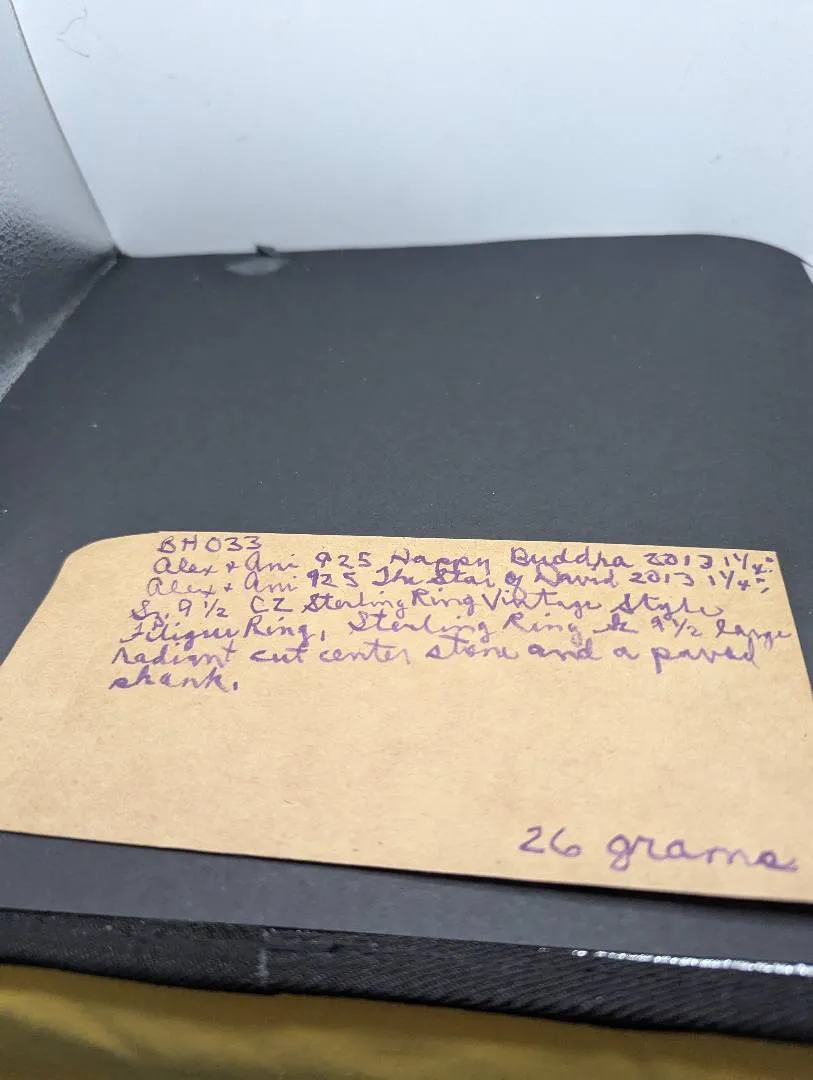 BH033
Alex + Ani 925 Happy Buddha 2013 1 1/4"
Alex + Ani 925 The Star of David 2013 1 1/4"
Sz 9 1/2 CZ Sterling Ring Vintage Style
Filigree Ring, Sterling Ring Sz 9 1/2 large
radiant cut center stone and a paved
shank.
26 grams